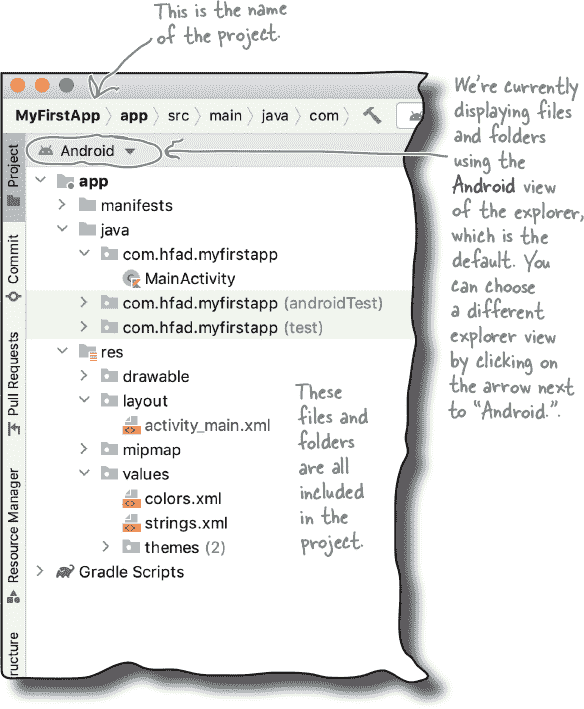 This is the name
of the project.
MyFirstApp › app › src › main › java › com ›
Android
app
manifests
java
com.hfad.myfirstapp
MainActivity
com.hfad.myfirstapp (androidTest)
com.hfad.myfirstapp (test)
res
drawable
layout
activity_main.xml
mipmap
values
colors.xml
strings.xml
themes (2)
Gradle Scripts
Project
Commit
Pull Requests
Resource Manager
ructure
These
files and
folders
are all
included
in the
project.
We're currently
displaying files
and folders
using the
Android view
of the explorer,
which is the
default. You
can choose
a different
explorer view
by clicking on
the arrow next
to “Android.”.